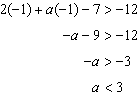 2(−1) + a(−1) − 7 > −12
−a − 9 > −12
−a > −3
a < 3